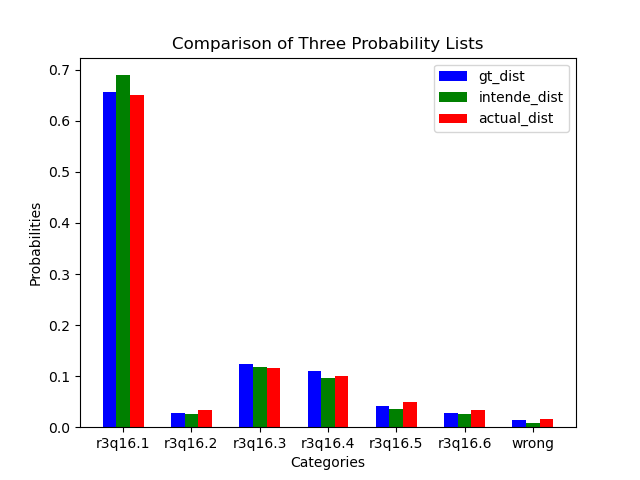 Comparison of Three Probability Lists
gt_dist
intende_dist
actual_dist
0.7
0.6
0.5
0.4
0.3
0.2
0.1
0.0
Probabilities
r3q16.1 r3q16.2 r3q16.3 r3q16.4 r3q16.5 r3q16.6 wrong
Categories